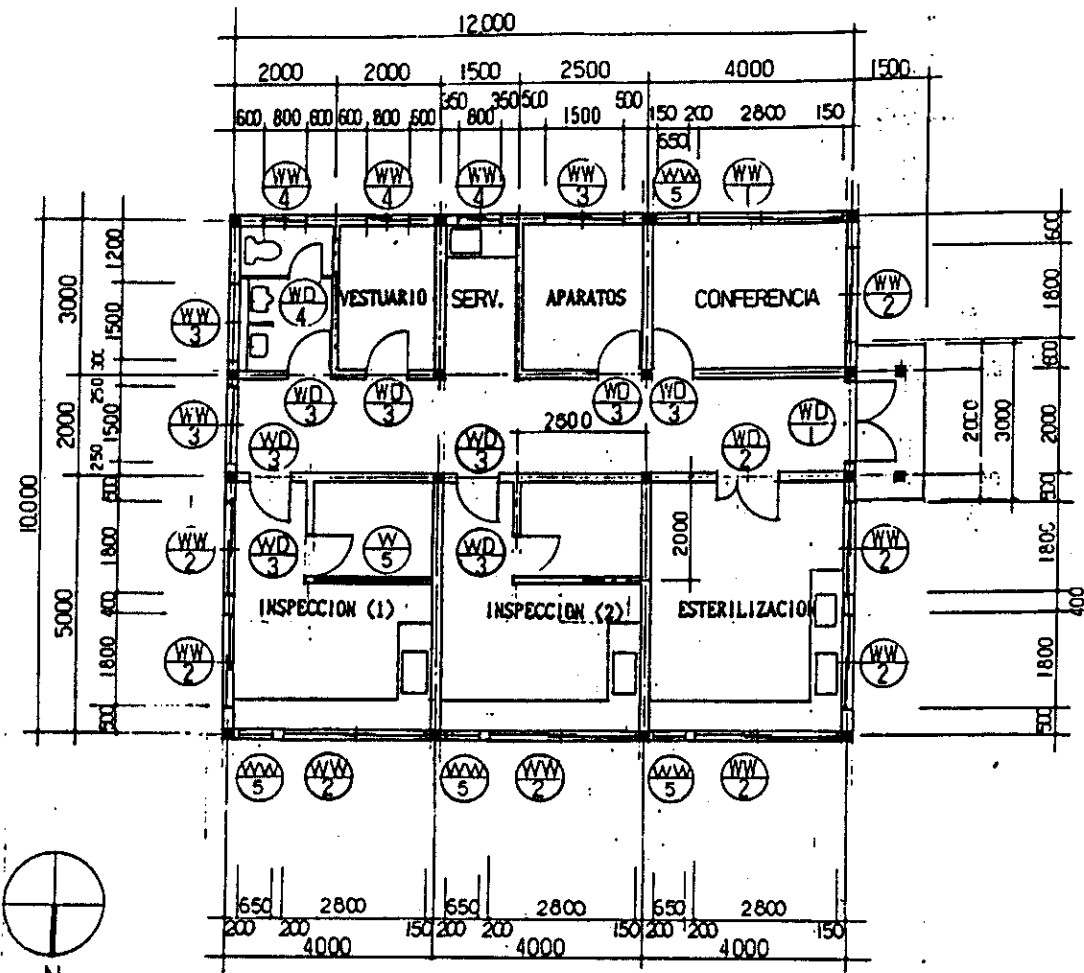 12.000
2000 2000 1500 2500 4000 1500
350 350 500 500
600 800 600 600 800 600 800 1500 150 200 2800 150
650
WW 4
WW 4
WW 4
WW 3
WW 5
WW 1
10.000
3000
2000
5000
1200
1500
300
250
1500
250
500
1800
400
1800
500
WW 3
WW 3
WW 2
WW 2
WD 4
VESTUARIO
SERV.
APARATOS
CONFERENCIA
WD 3
WD 3
WD 3
WD 3
WD 1
WD 3
WD 3
2500
WD 2
WD 3
W 5
WD 3
2000
INSPECCION (1)
INSPECCION (2)
ESTERILIZACION
WW 2
WW 2
WW 2
600
1800
600
2000
3000
2000
500
1800
400
1800
500
WW 5
WW 2
WW 5
WW 2
WW 5
WW 2
650 2800 650 2800 650 2800
200 200 150 200 200 150 200 200 150
4000 4000 4000
N